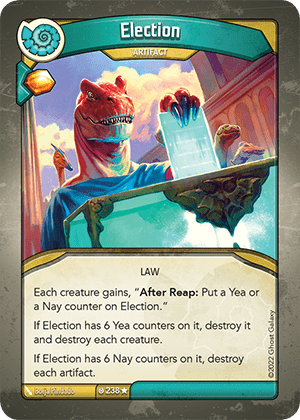 Election
ARTIFACT
LAW
Each creature gains, “After Reap: Put a Yea or
a Nay counter on Election.”
If Election has 6 Yea counters on it, destroy it
and destroy each creature.
If Election has 6 Nay counters on it, destroy
each artifact.
238★
©2022 Ghost Galaxy